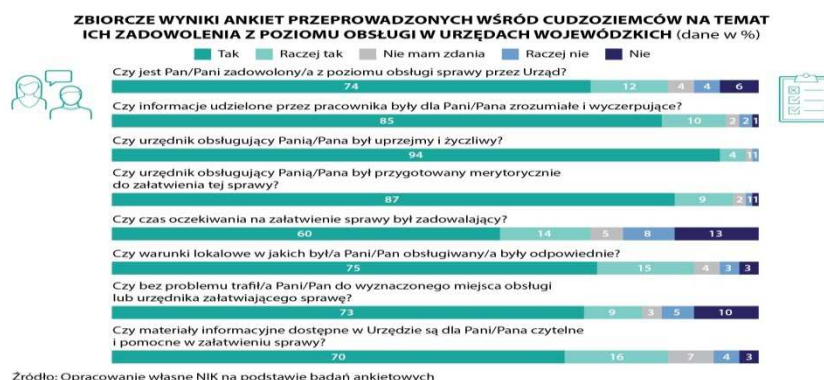 ZBIORCZE WYNIKI ANKIET PRZEPROWADZONYCH WŚRÓD CUDZOZIEMCÓW NA TEMAT
ICH ZADOWOLENIA Z POZIOMU OBSŁUGI W URZĘDACH WOJEWÓDZKICH (dane w %)
Tak Raczej tak Nie mam zdania Raczej nie Nie
Czy jest Pan/Pani zadowolony/a z poziomu obsługi sprawy przez Urząd?
74 12 4 4 6
Czy informacje udzielone przez pracownika były dla Pani/Pana zrozumiałe i wyczerpujące?
85 10 2 2 1
Czy urzędnik obsługujący Panią/Pana był uprzejmy i życzliwy?
94 4 1 1
Czy urzędnik obsługujący Panią/Pana był przygotowany merytorycznie
do załatwienia tej sprawy?
87 9 2 1 1
Czy czas oczekiwania na załatwienie sprawy był zadowalający?
60 14 5 8 13
Czy warunki lokalowe w jakich był/a Pani/Pan obsługiwany/a były odpowiednie?
75 15 4 3 3
Czy bez problemu trafił/a Pani/Pan do wyznaczonego miejsca obsługi
lub urzędnika załatwiającego sprawę?
73 9 3 5 10
Czy materiały informacyjne dostępne w Urzędzie są dla Pani/Pana czytelne
i pomocne w załatwieniu sprawy?
70 16 7 4 3
Źródło: Opracowanie własne NIK na podstawie badań ankietowych